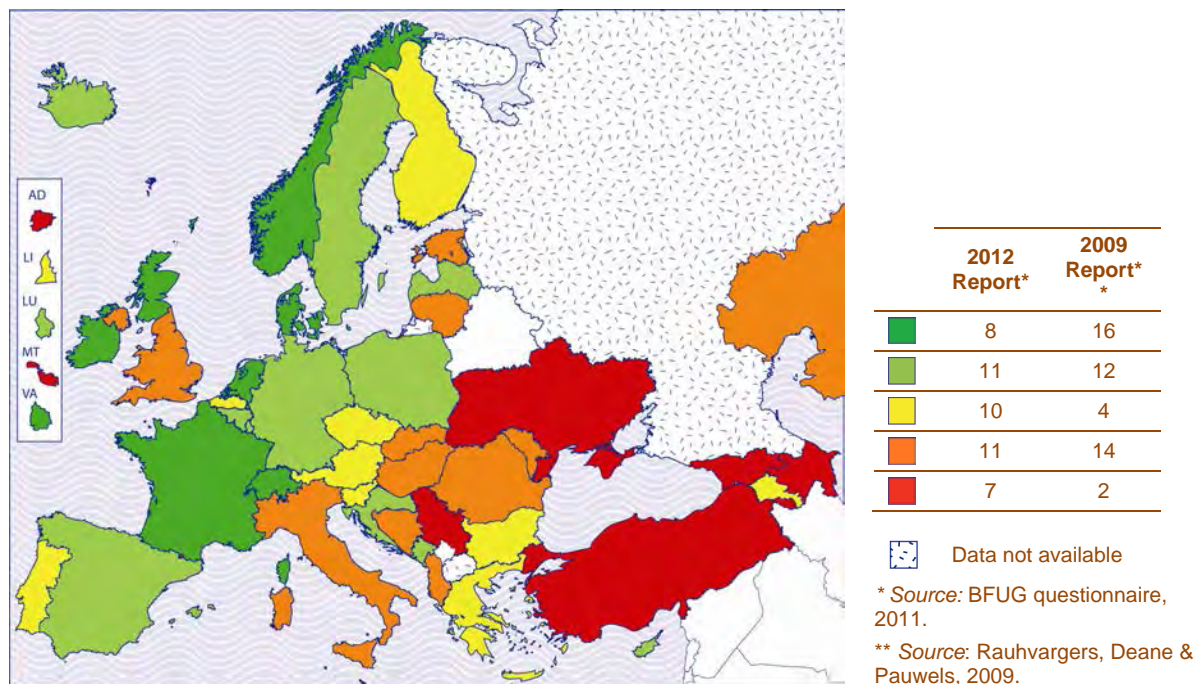 AD
LI
LU
MT
VA
2012 Report* 2009 Report* *
8 16
11 12
10 4
11 14
7 2
Data not available
* Source: BFUG questionnaire,
2011.
** Source: Rauhvargers, Deane &
Pauwels, 2009.